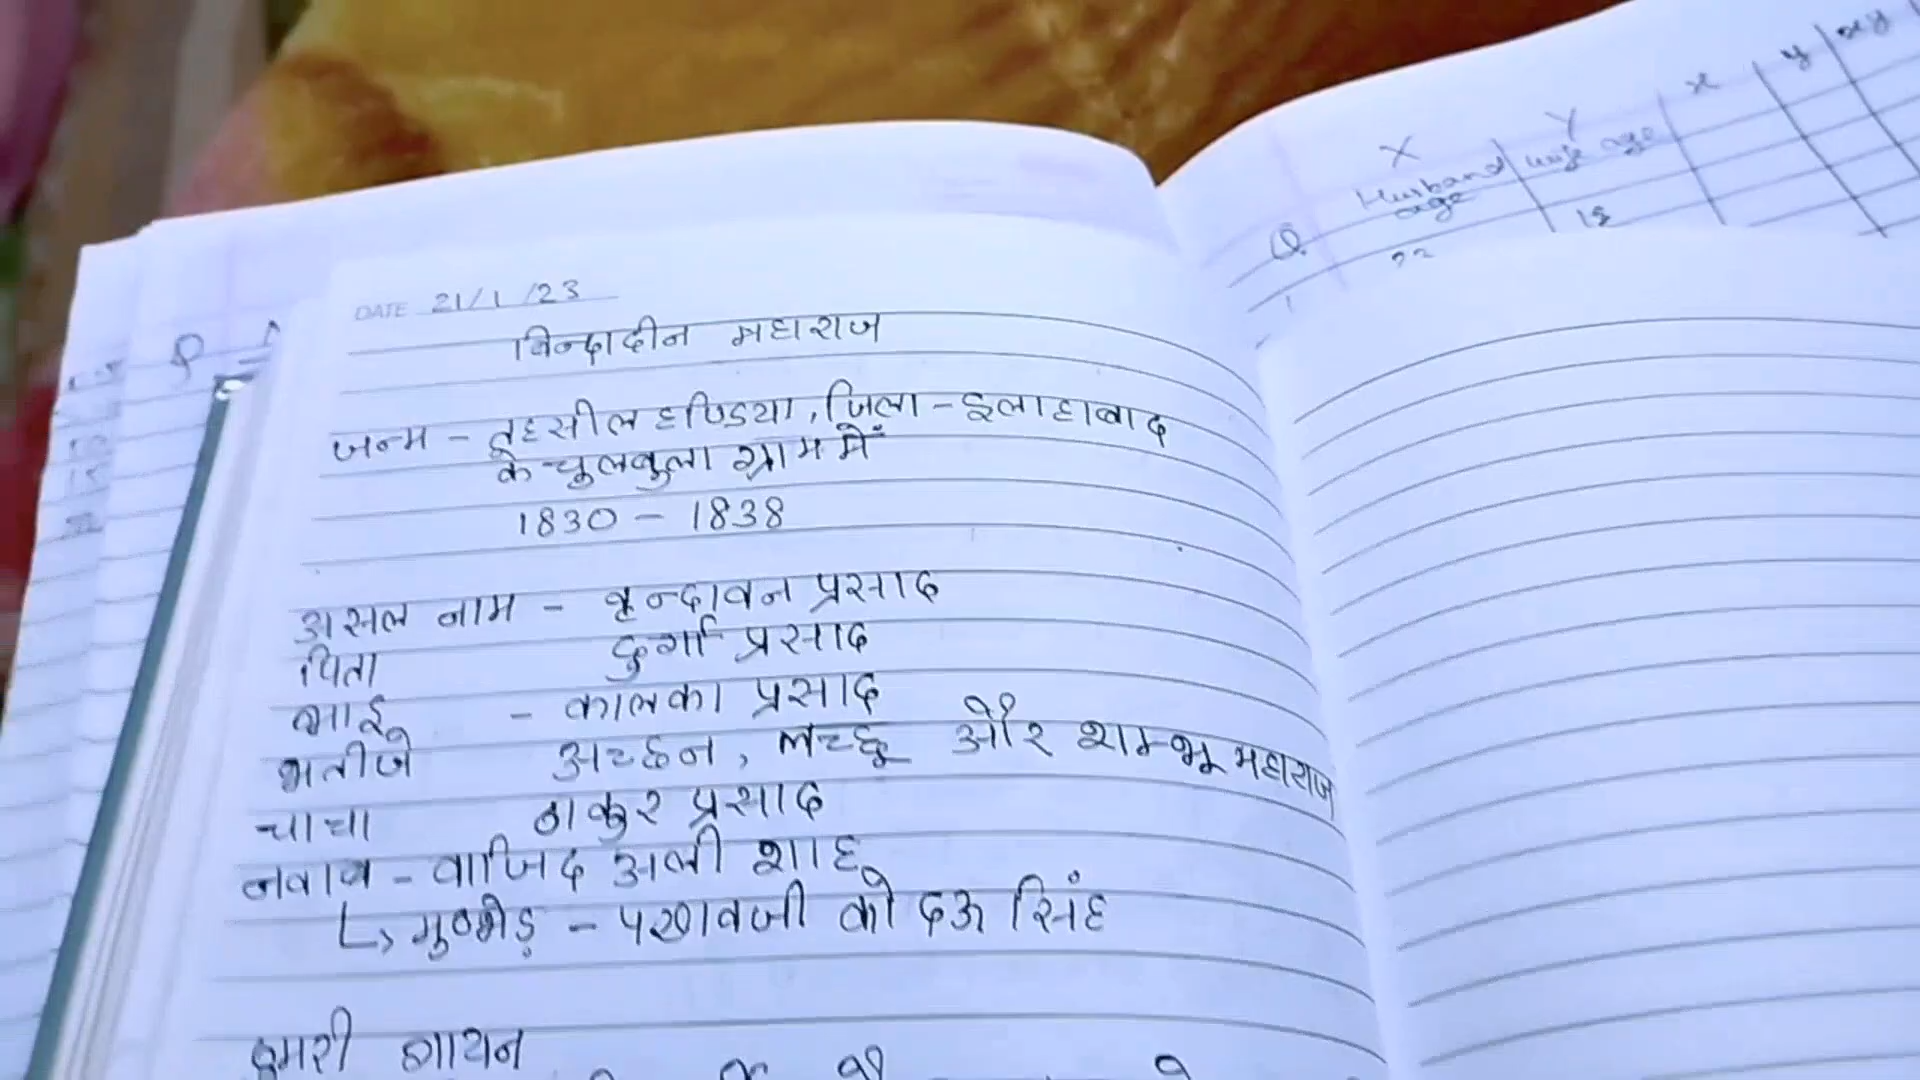 DATE 21/1/23
बिन्दादीन महाराज
जन्म - तहसील हण्डिया, जिला - इलाहाबाद
के चुलबुला ग्राम में
1830 - 1838
असल नाम - वृन्दावन प्रसाद
पिता दुर्गा प्रसाद
भाई - कालका प्रसाद
भतीजे अच्छन, लच्छू और शम्भू महाराज
चाचा ठाकुर प्रसाद
नवाब - वाजिद अली शाह
↳ मुठभेड़ - पखावजी कोदऊ सिंह
ठुमरी गायन
X Y x y xy
Q. Husband age wife age
22 18